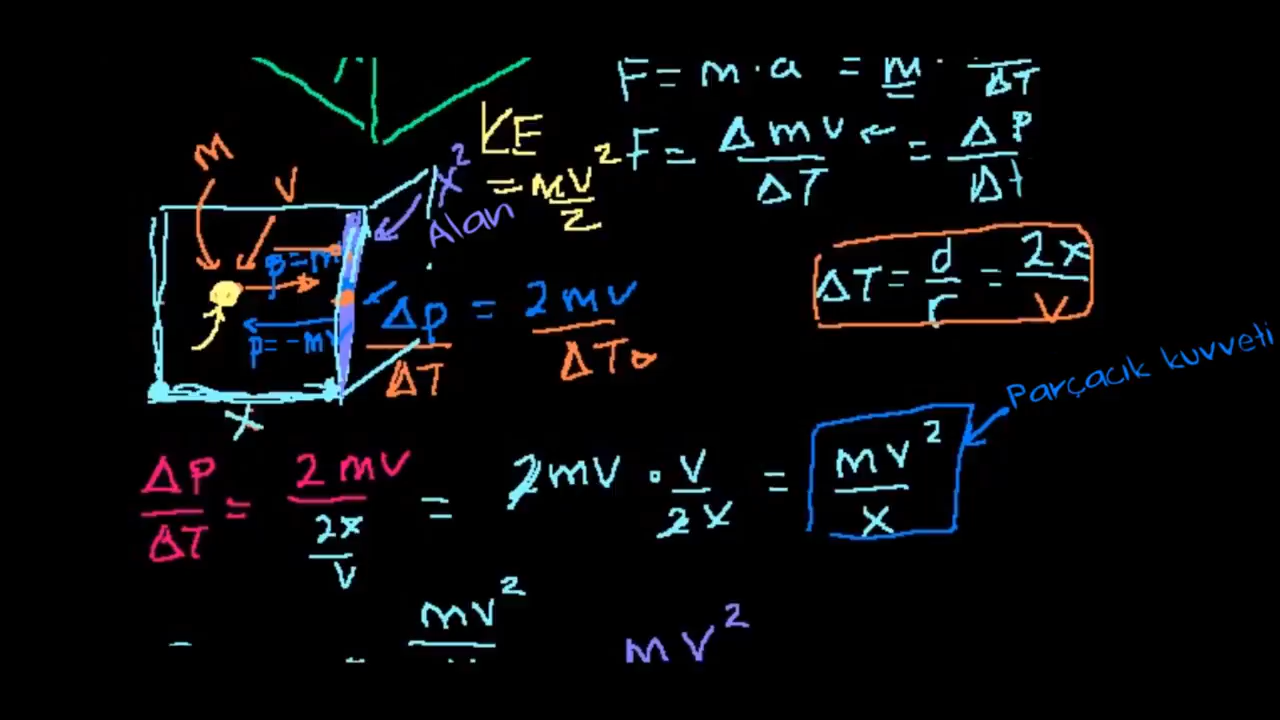 F = m · a = m · / ΔT
KE = mv²/2
F = Δmv/ΔT = Δp/Δt
m
v
x²
Alan
p = m
p = -mv
x
ΔT = d/r = 2x/v
Δp/ΔT = 2mv/ΔT
Parçacık kuvveti
ΔP/ΔT = 2mv/(2x/v) = 2mv · v/2x = mv²/x
= mv²
mv²